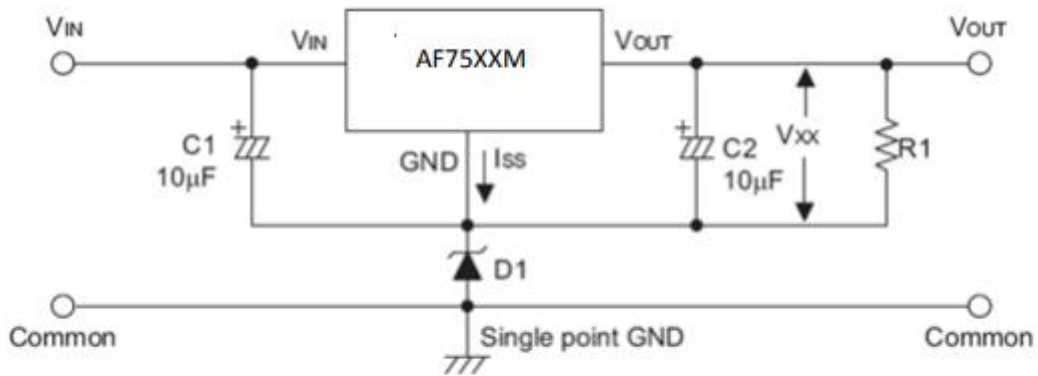 VIN
VIN
AF75XXM
VOUT
VOUT
C1
10µF
GND
ISS
C2
10µF
VXX
R1
D1
Common
Single point GND
Common